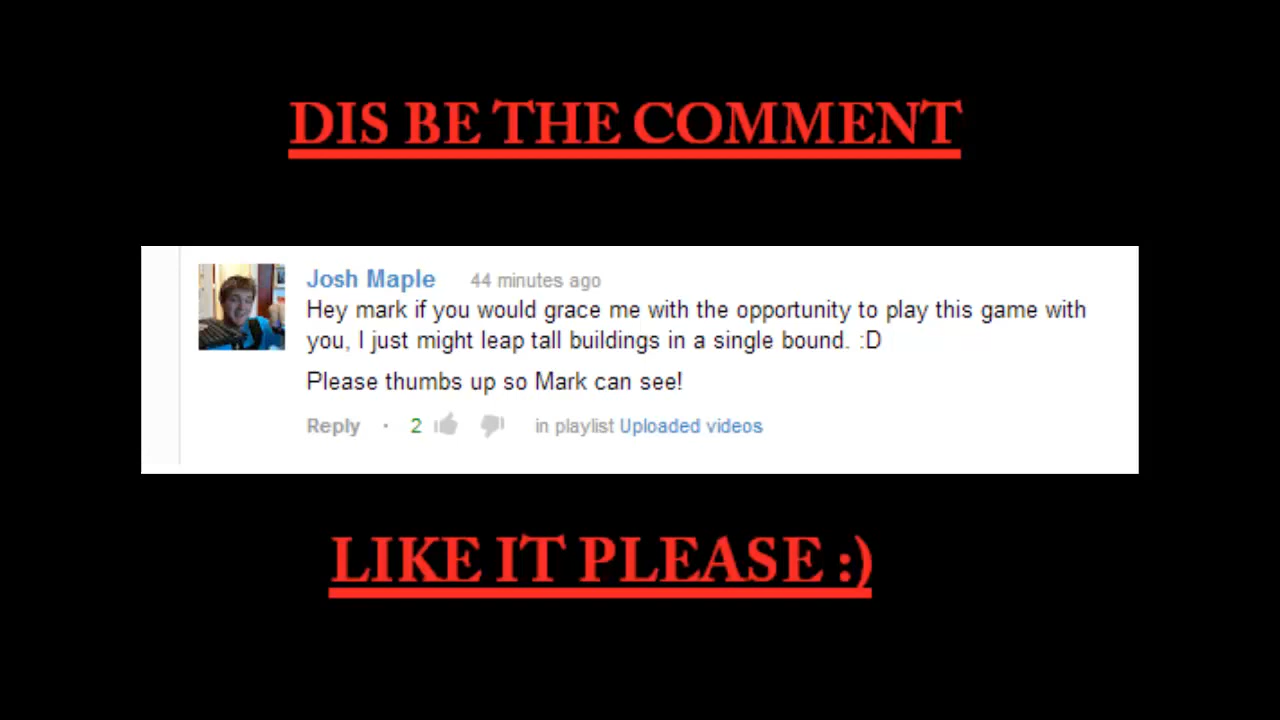 DIS BE THE COMMENT
Josh Maple 44 minutes ago
Hey mark if you would grace me with the opportunity to play this game with
you, I just might leap tall buildings in a single bound. :D
Please thumbs up so Mark can see!
Reply · 2 in playlist Uploaded videos
LIKE IT PLEASE :)